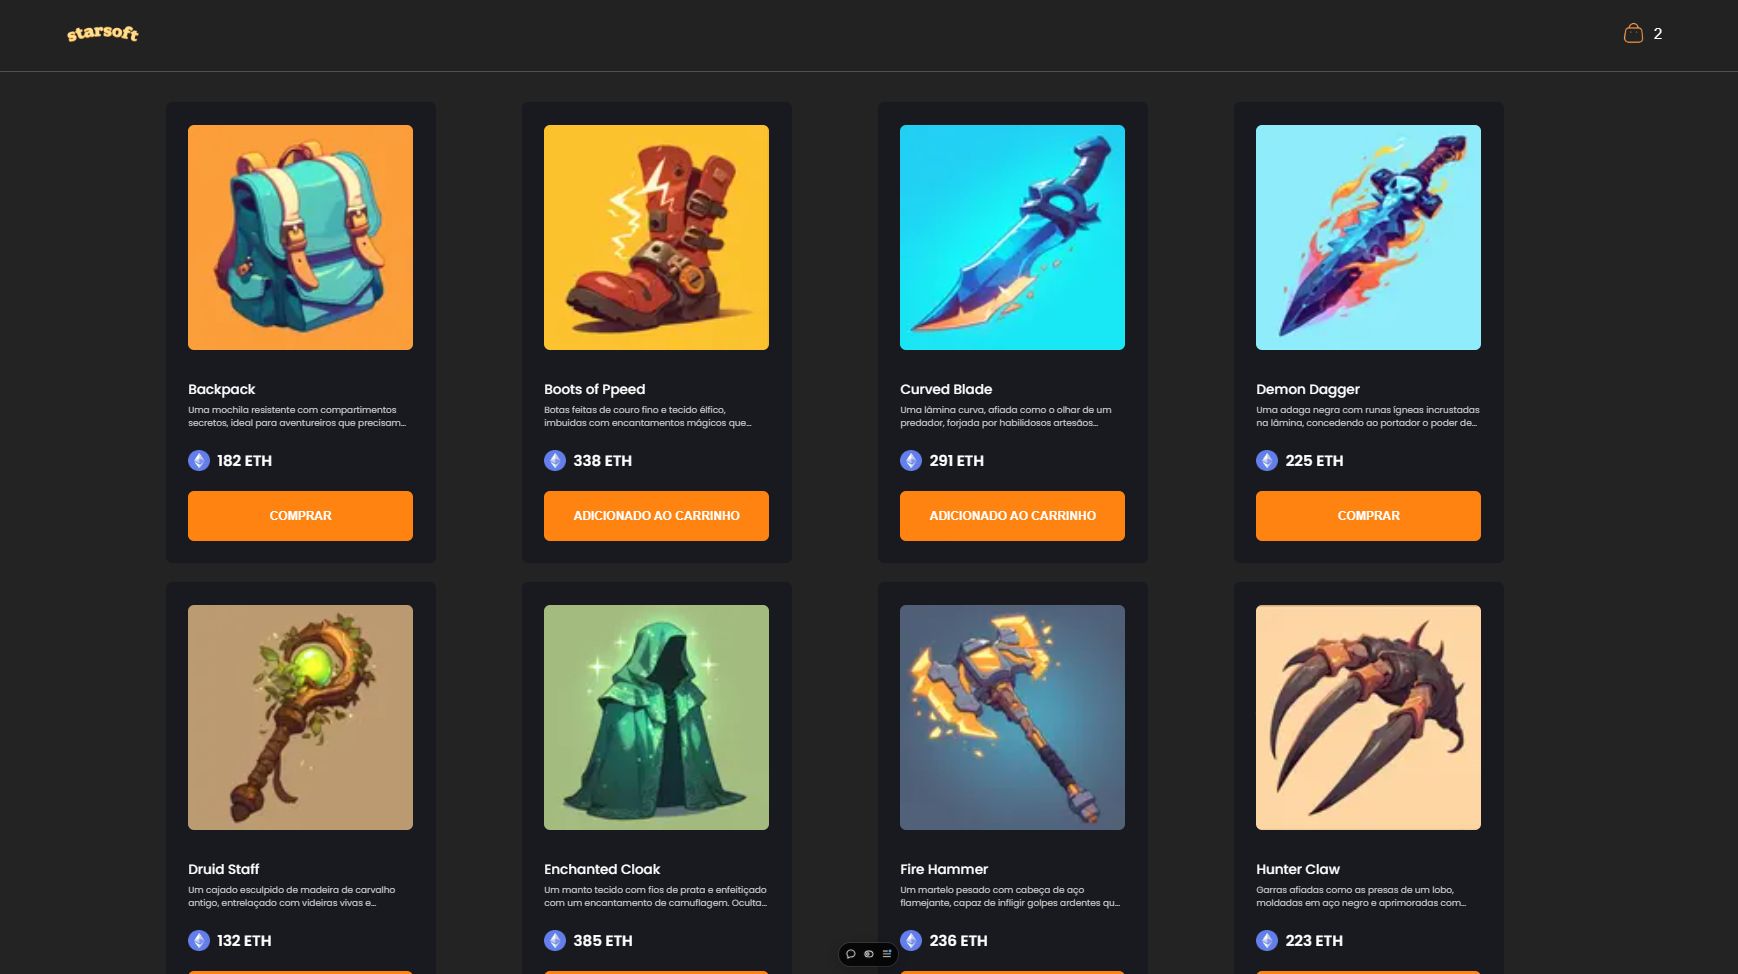 starsoft
2
Backpack
Uma mochila resistente com compartimentos
secretos, ideal para aventureiros que precisam...
182 ETH
COMPRAR
Boots of Ppeed
Botas feitas de couro fino e tecido élfico,
imbuidas com encantamentos mágicos que...
338 ETH
ADICIONADO AO CARRINHO
Curved Blade
Uma lâmina curva, afiada como o olhar de um
predador, forjada por habilidosos artesãos...
291 ETH
ADICIONADO AO CARRINHO
Demon Dagger
Uma adaga negra com runas ígneas incrustadas
na lâmina, concedendo ao portador o poder de...
225 ETH
COMPRAR
Druid Staff
Um cajado esculpido de madeira de carvalho
antigo, entrelaçado com videiras vivas e...
132 ETH
Enchanted Cloak
Um manto tecido com fios de prata e enfeitiçado
com um encantamento de camuflagem. Oculta...
385 ETH
Fire Hammer
Um martelo pesado com cabeça de aço
flamejante, capaz de infligir golpes ardentes qu...
236 ETH
Hunter Claw
Garras afiadas como as presas de um lobo,
moldadas em aço negro e aprimoradas com...
223 ETH